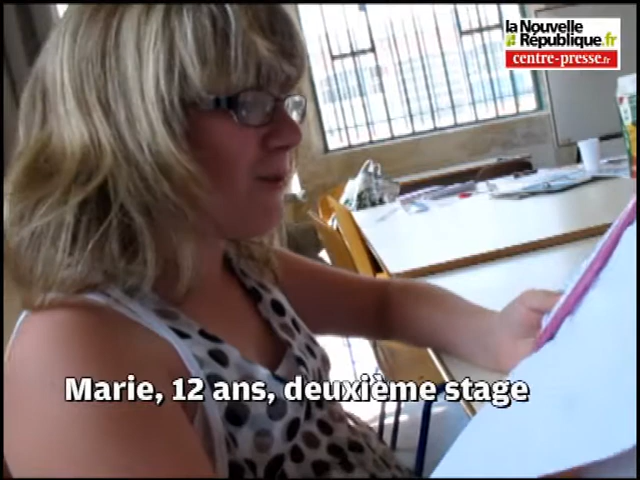 la Nouvelle
République.fr
centre-presse.fr
Marie, 12 ans, deuxième stage